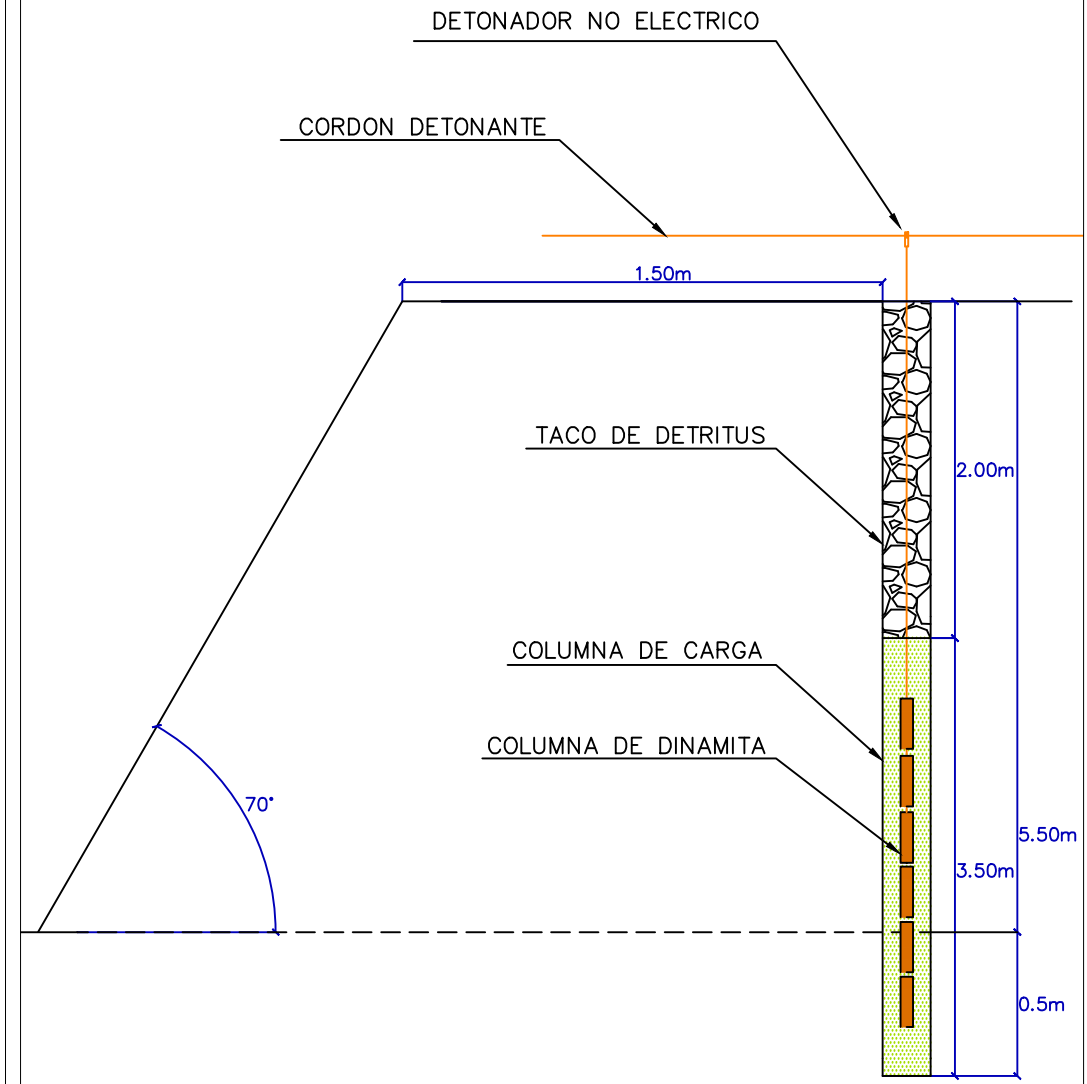 DETONADOR NO ELECTRICO
CORDON DETONANTE
1.50m
TACO DE DETRITUS
2.00m
COLUMNA DE CARGA
COLUMNA DE DINAMITA
70°
5.50m
3.50m
0.5m